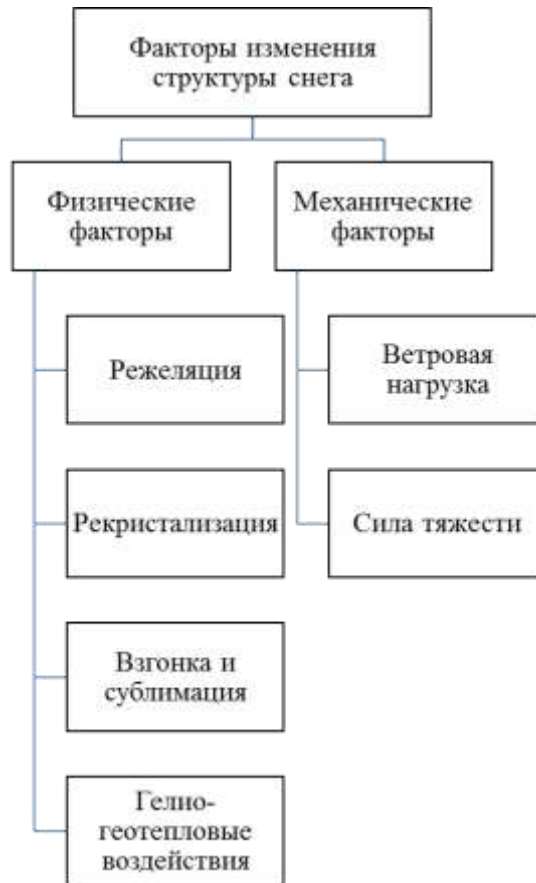 Факторы изменения
структуры снега
Физические
факторы
Механические
факторы
Режеляция
Ветровая
нагрузка
Рекристализация
Сила тяжести
Взгонка и
сублимация
Гелио-
геотепловые
воздействия